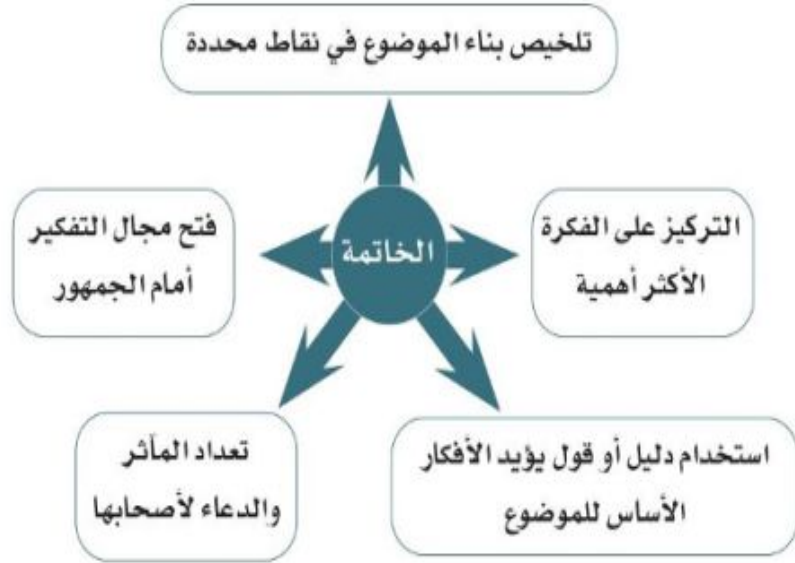 تلخيص بناء الموضوع في نقاط محددة
التركيز على الفكرة
الأكثر أهمية
الخاتمة
فتح مجال التفكير
أمام الجمهور
استخدام دليل أو قول يؤيد الأفكار
الأساس للموضوع
تعداد المآثر
والدعاء لأصحابها